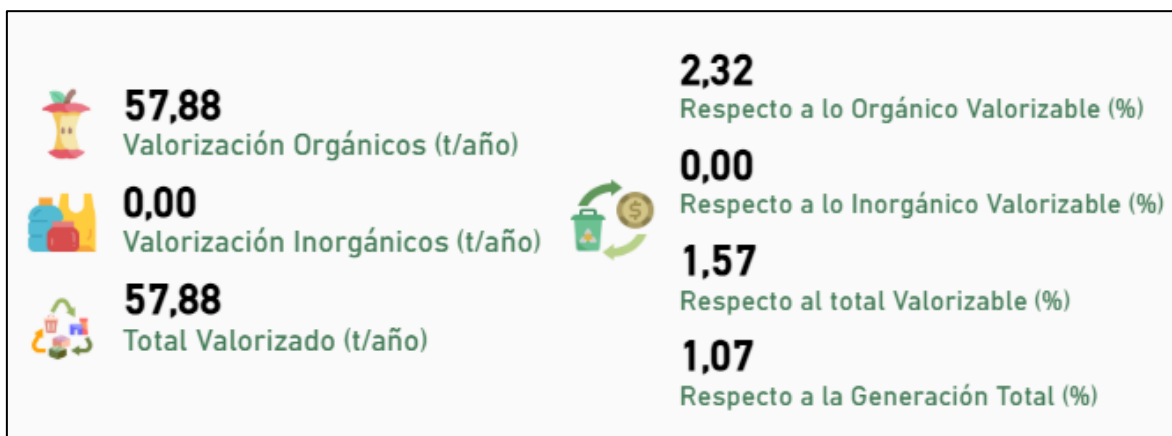 57,88
Valorización Orgánicos (t/año)
0,00
Valorización Inorgánicos (t/año)
57,88
Total Valorizado (t/año)
$
2,32
Respecto a lo Orgánico Valorizable (%)
0,00
Respecto a lo Inorgánico Valorizable (%)
1,57
Respecto al total Valorizable (%)
1,07
Respecto a la Generación Total (%)